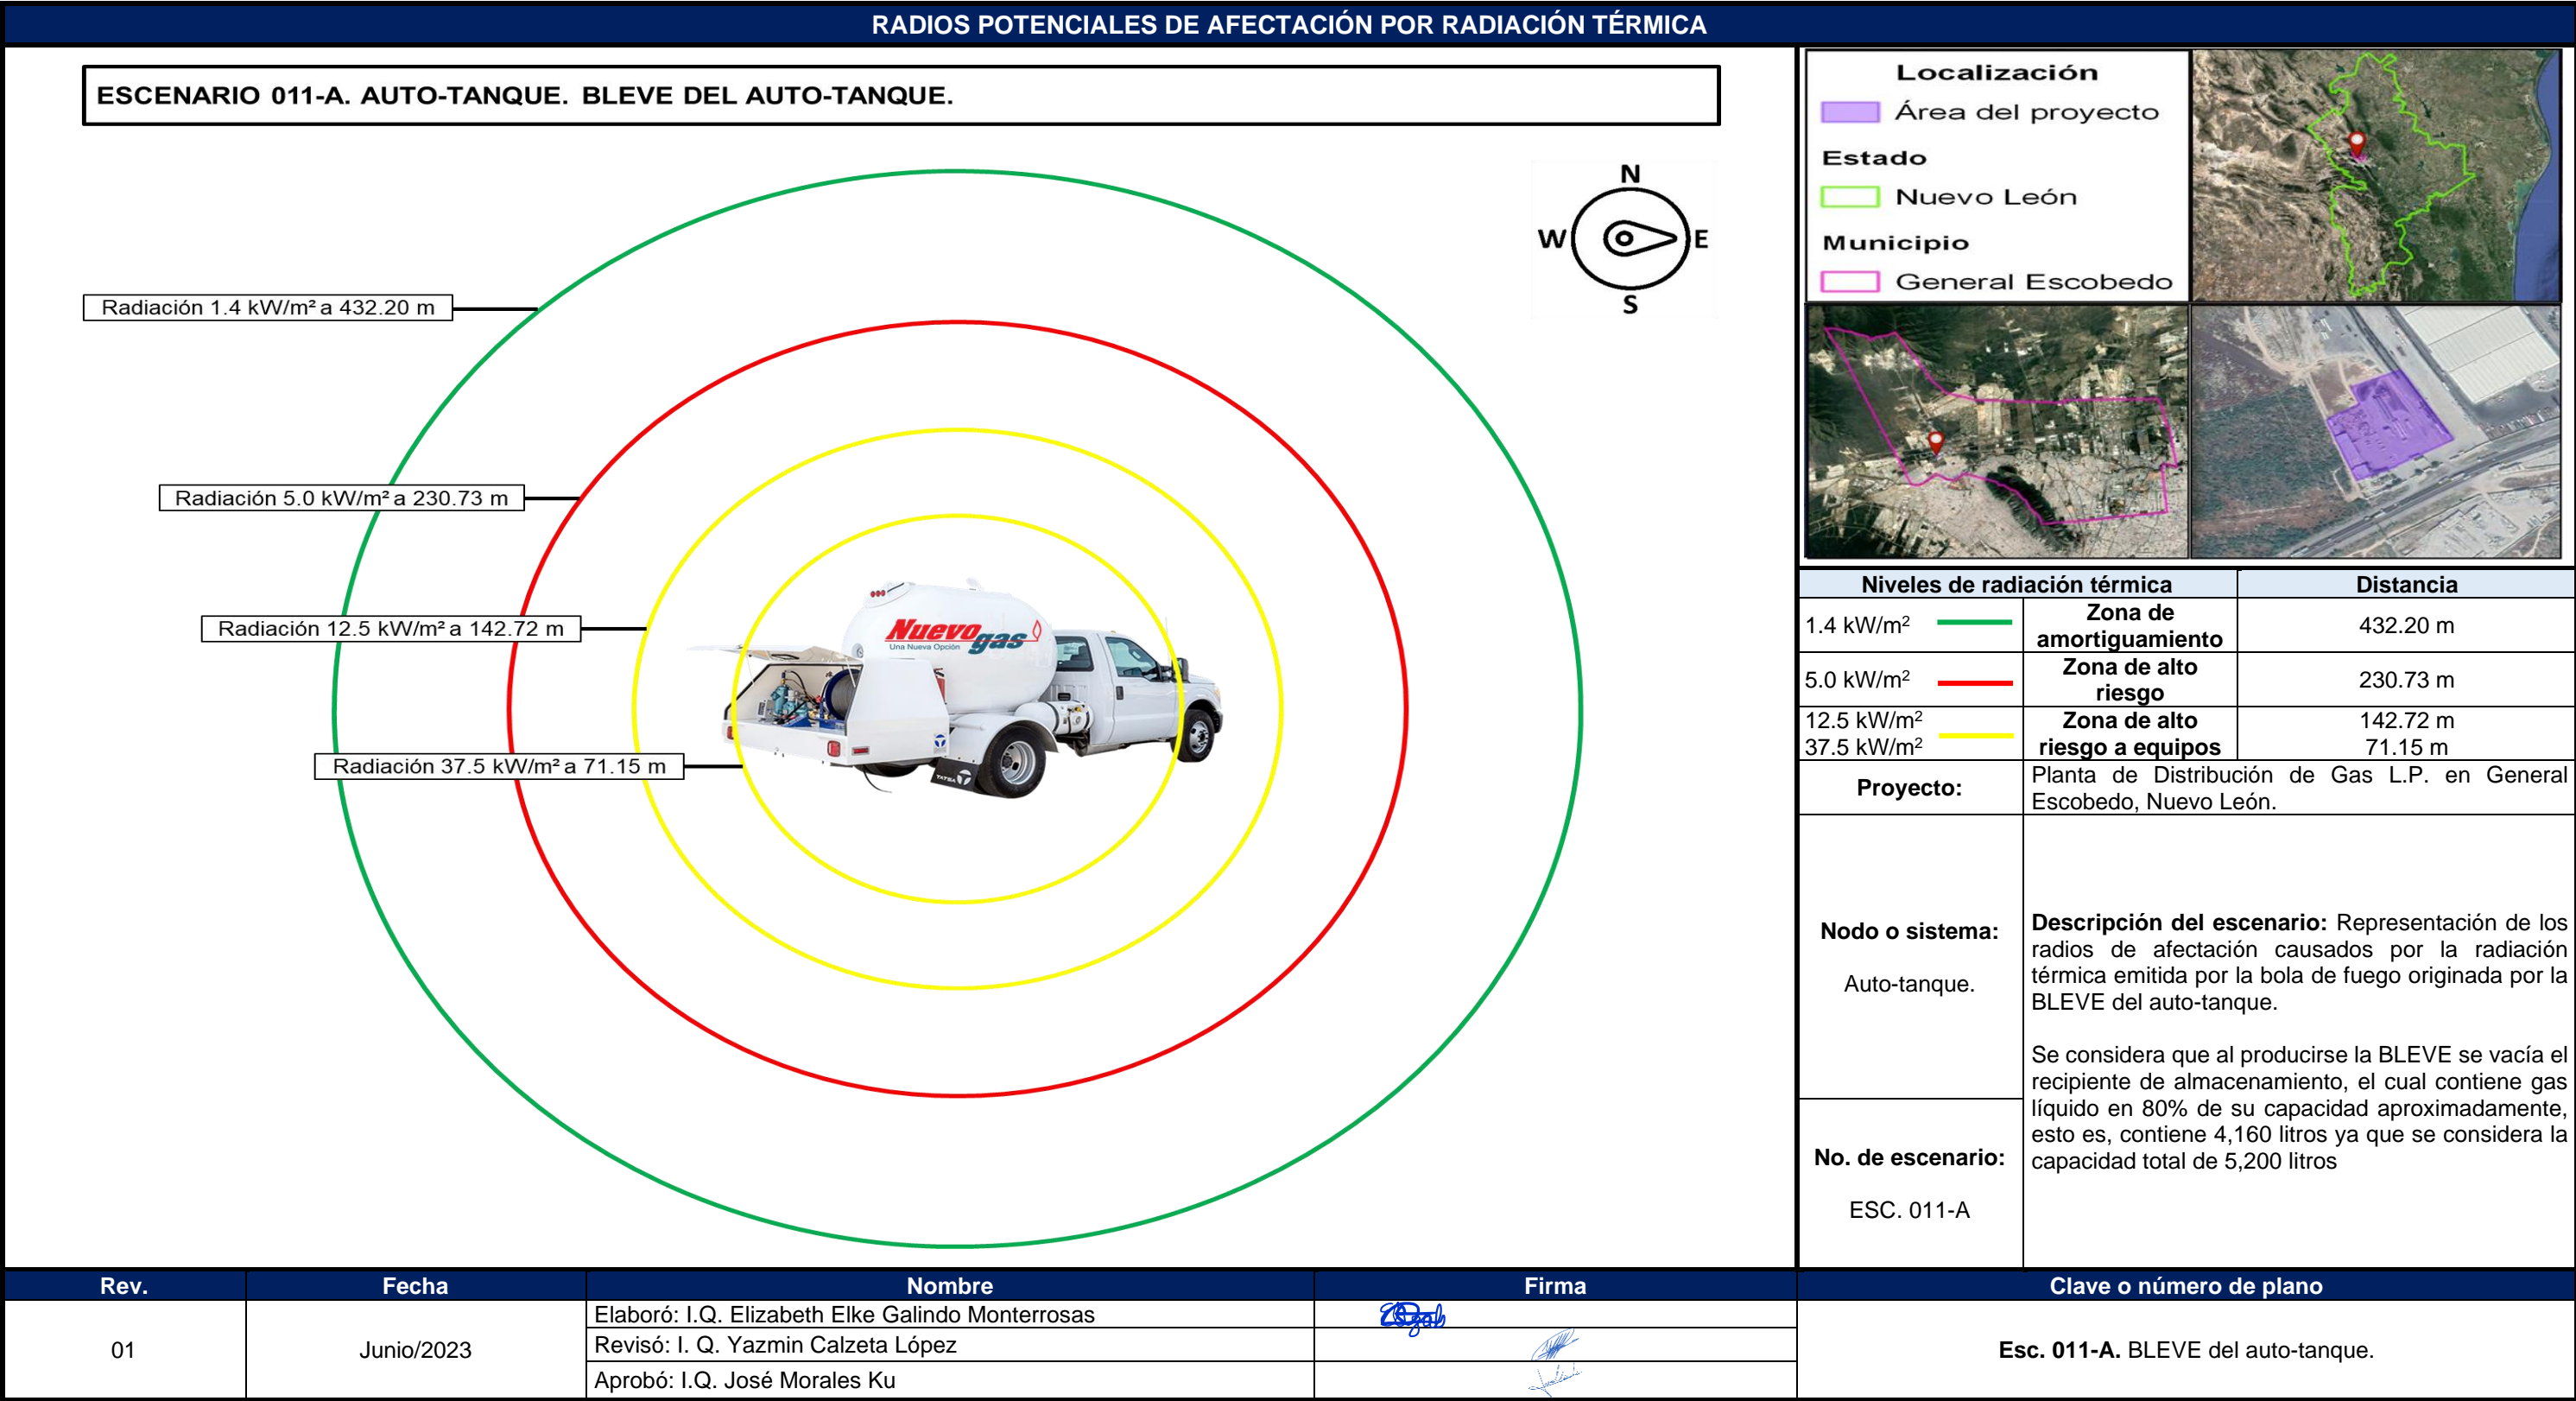 RADIOS POTENCIALES DE AFECTACIÓN POR RADIACIÓN TÉRMICA
ESCENARIO 011-A. AUTO-TANQUE. BLEVE DEL AUTO-TANQUE.
N
W
E
S
Radiación 1.4 kW/m² a 432.20 m
Radiación 5.0 kW/m² a 230.73 m
Radiación 12.5 kW/m² a 142.72 m
Radiación 37.5 kW/m² a 71.15 m
Nuevo
gas
Una Nueva Opción
TATSA
Localización
Área del proyecto
Estado
Nuevo León
Municipio
General Escobedo
Niveles de radiación térmica
Distancia
1.4 kW/m²
Zona de
amortiguamiento
432.20 m
5.0 kW/m²
Zona de alto
riesgo
230.73 m
12.5 kW/m²
37.5 kW/m²
Zona de alto
riesgo a equipos
142.72 m
71.15 m
Proyecto:
Planta de Distribución de Gas L.P. en General
Escobedo, Nuevo León.
Nodo o sistema:
Auto-tanque.
No. de escenario:
ESC. 011-A
Descripción del escenario: Representación de los
radios de afectación causados por la radiación
térmica emitida por la bola de fuego originada por la
BLEVE del auto-tanque.
Se considera que al producirse la BLEVE se vacía el
recipiente de almacenamiento, el cual contiene gas
líquido en 80% de su capacidad aproximadamente,
esto es, contiene 4,160 litros ya que se considera la
capacidad total de 5,200 litros
Rev.
Fecha
Nombre
Firma
Clave o número de plano
01
Junio/2023
Elaboró: I.Q. Elizabeth Elke Galindo Monterrosas
Revisó: I. Q. Yazmin Calzeta López
Aprobó: I.Q. José Morales Ku
Esc. 011-A. BLEVE del auto-tanque.